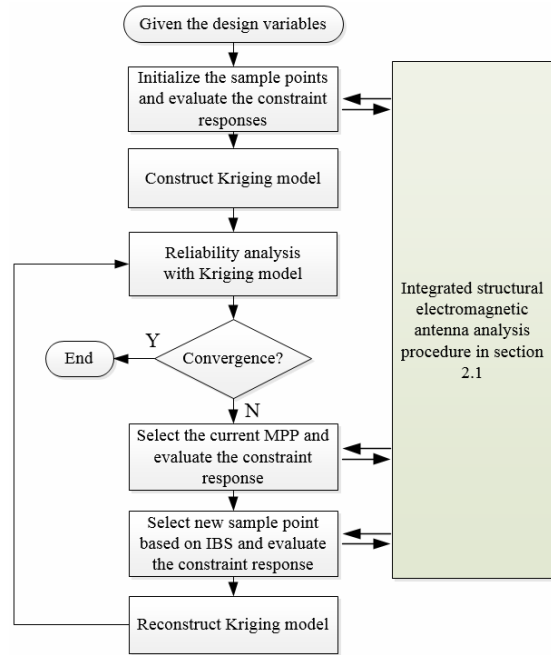 Given the design variables
Initialize the sample points
and evaluate the constraint
responses
Construct Kriging model
Reliability analysis
with Kriging model
Y
End
Convergence?
N
Select the current MPP and
evaluate the constraint
response
Select new sample point
based on IBS and evaluate
the constraint response
Reconstruct Kriging model
Integrated structural
electromagnetic
antenna analysis
procedure in section
2.1